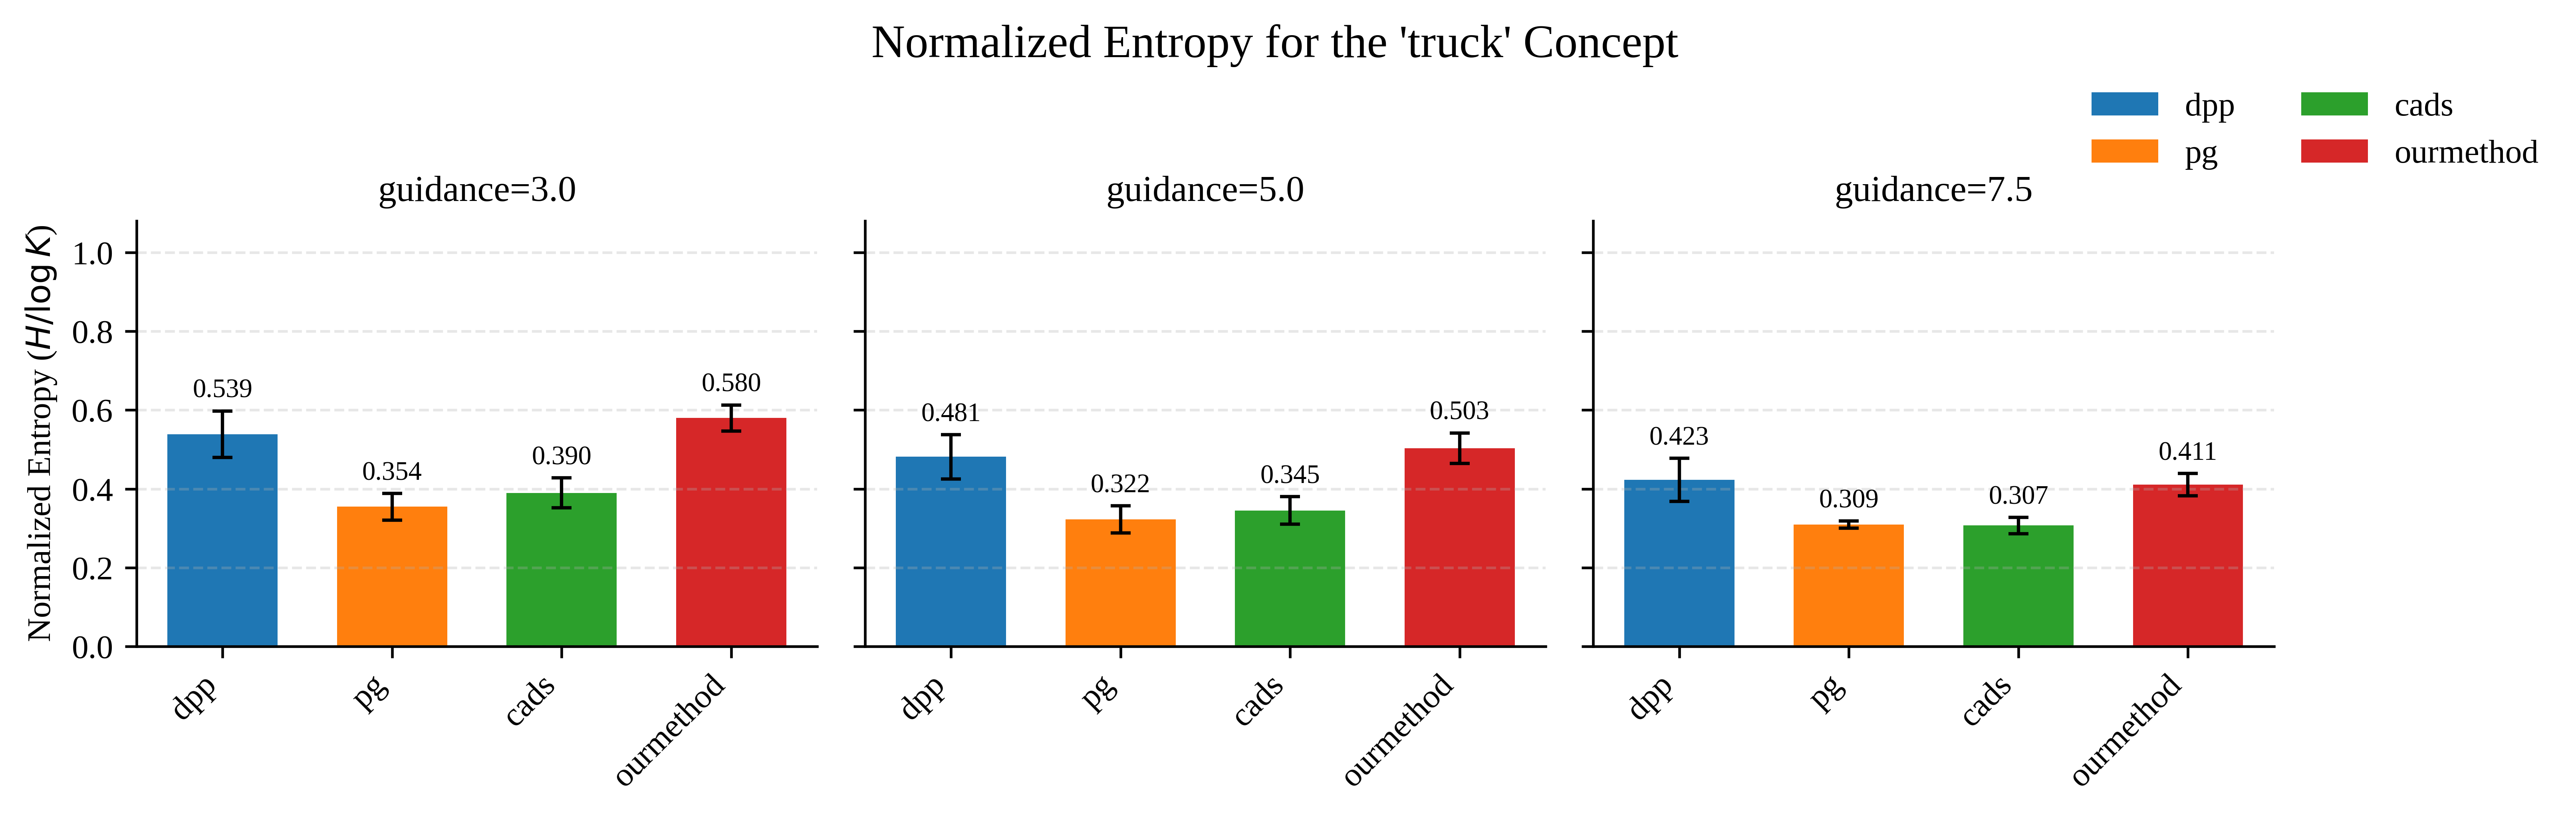 Normalized Entropy for the 'truck' Concept
dpp
pg
cads
ourmethod
Normalized Entropy (H/log K)
guidance=3.0
1.0
0.8
0.6
0.4
0.2
0.0
0.539
0.354
0.390
0.580
dpp
pg
cads
ourmethod
guidance=5.0
0.481
0.322
0.345
0.503
dpp
pg
cads
ourmethod
guidance=7.5
0.423
0.309
0.307
0.411
dpp
pg
cads
ourmethod